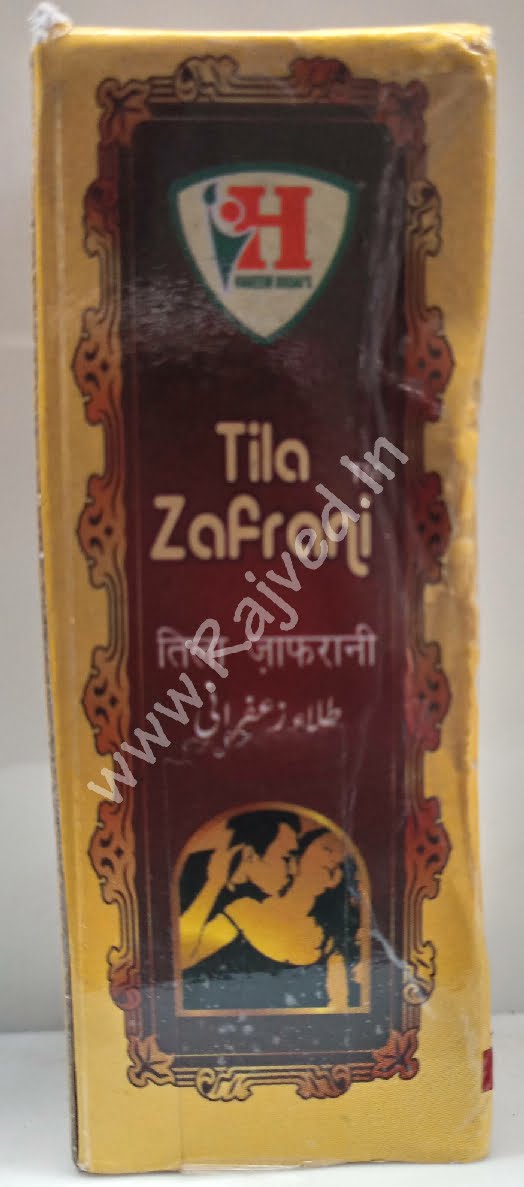 H
Tila
Zafrani
तिला ज़ाफरानी
طلاء زعفرانی
www.Rajved.In